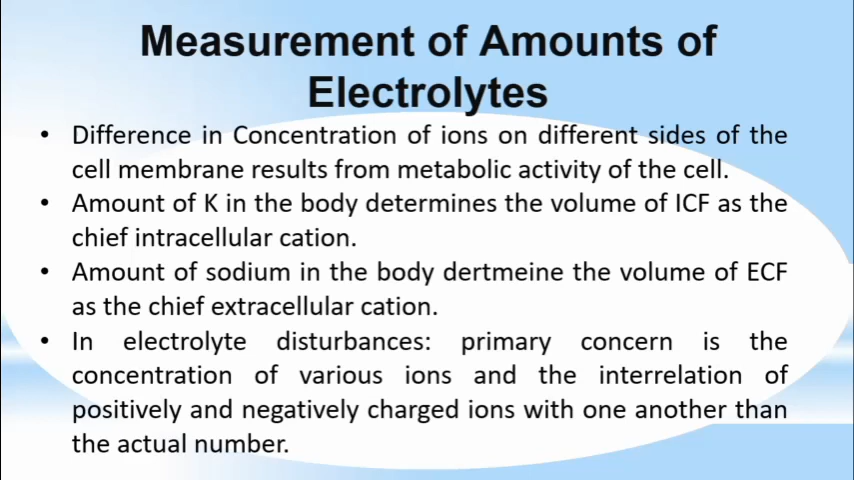 Measurement of Amounts of
Electrolytes
• Difference in Concentration of ions on different sides of the
cell membrane results from metabolic activity of the cell.
• Amount of K in the body determines the volume of ICF as the
chief intracellular cation.
• Amount of sodium in the body dertmeine the volume of ECF
as the chief extracellular cation.
• In electrolyte disturbances: primary concern is the
concentration of various ions and the interrelation of
positively and negatively charged ions with one another than
the actual number.